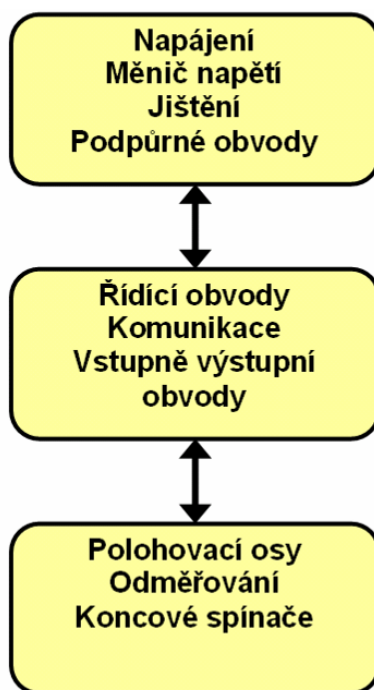 Napájení
Měnič napětí
Jištění
Podpůrné obvody
Řídící obvody
Komunikace
Vstupně výstupní
obvody
Polohovací osy
Odměřování
Koncové spínače